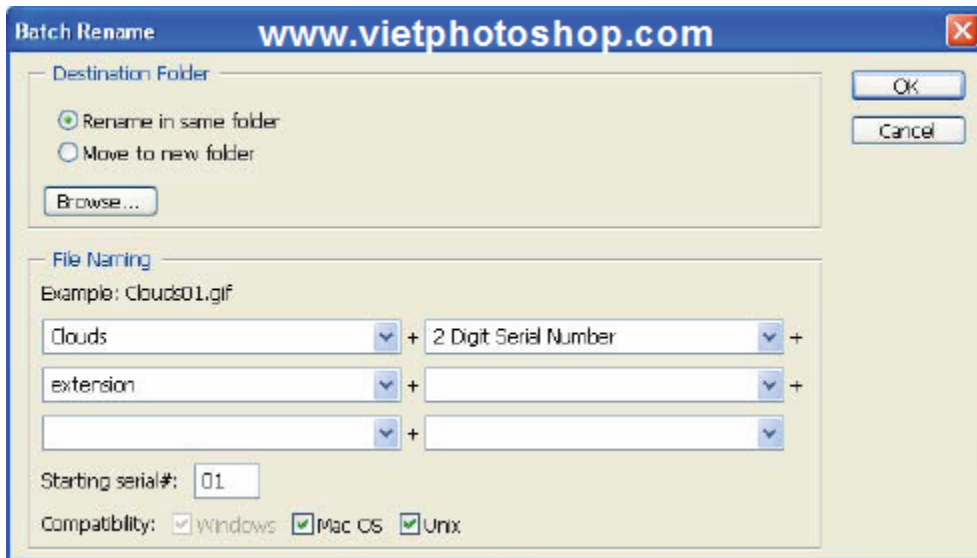 Batch Rename www.vietphotoshop.com
Destination Folder
OK
Rename in same folder
Cancel
Move to new folder
Browse...
File Naming
Example: Clouds01.gif
Clouds + 2 Digit Serial Number +
extension + +
+
Starting serial#: 01
Compatibility: Windows Mac OS Unix